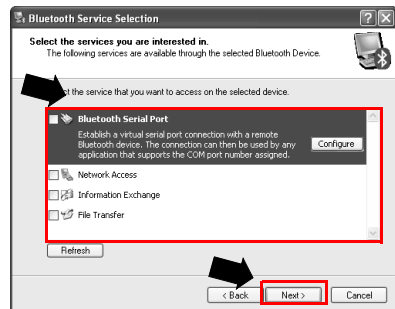 Bluetooth Service Selection
Select the services you are interested in.
The following services are available through the selected Bluetooth Device.
the service that you want to access on the selected device.
Bluetooth Serial Port
Establish a virtual serial port connection with a remote
Bluetooth device. The connection can then be used by any
application that supports the COM port number assigned.
Configure
Network Access
Information Exchange
File Transfer
Refresh
< Back
Next >
Cancel